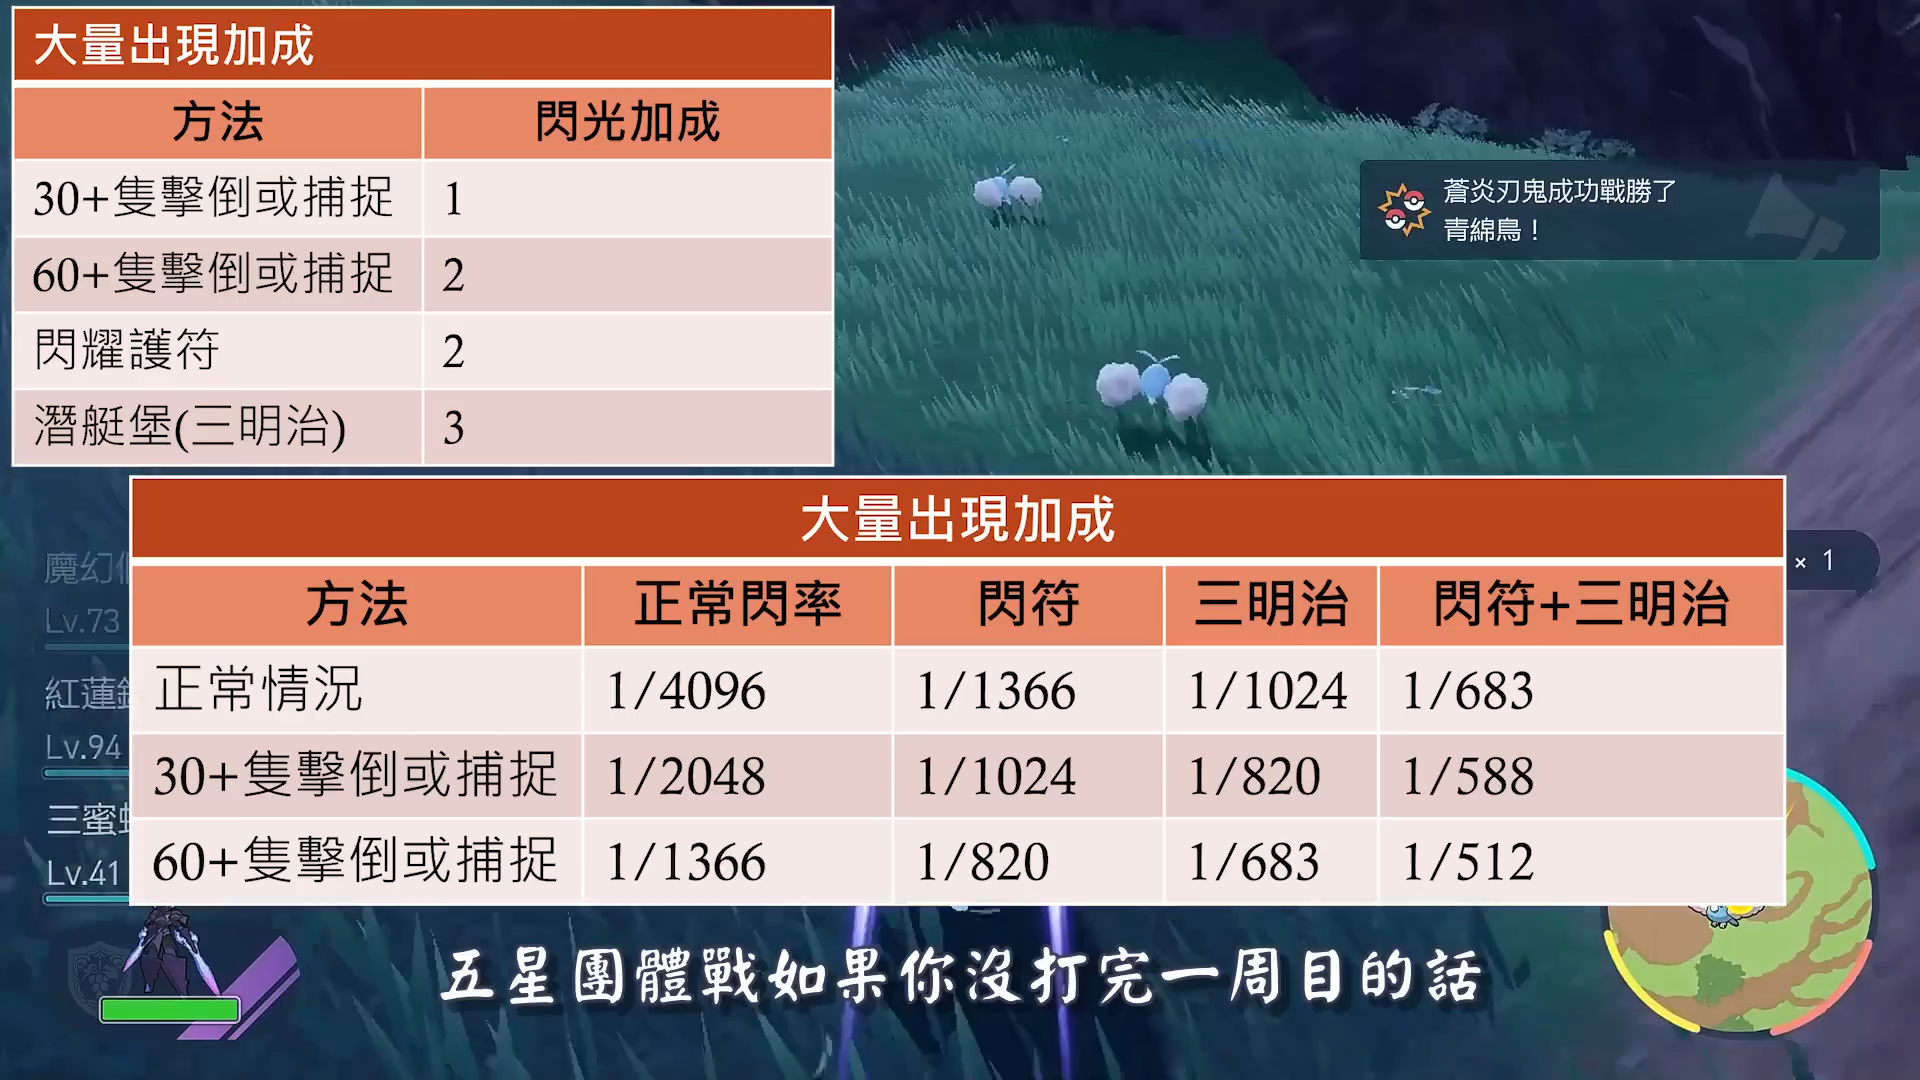 大量出現加成
方法 閃光加成
30+隻擊倒或捕捉 1
60+隻擊倒或捕捉 2
閃耀護符 2
潛艇堡(三明治) 3
蒼炎刃鬼成功戰勝了
青綿鳥！
大量出現加成
方法 正常閃率 閃符 三明治 閃符+三明治
正常情況 1/4096 1/1366 1/1024 1/683
30+隻擊倒或捕捉 1/2048 1/1024 1/820 1/588
60+隻擊倒或捕捉 1/1366 1/820 1/683 1/512
× 1
魔幻
Lv.73
紅蓮鎧
Lv.94
三蜜
Lv.41
五星團體戰如果你沒打完一周目的話